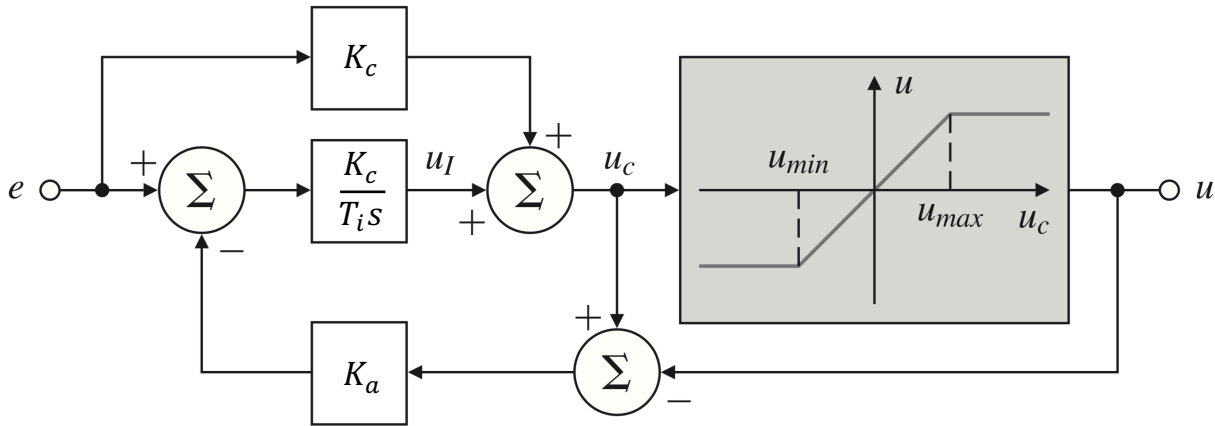 K_c
u
+
+
Σ
K_c
T_i s
u_I
+
Σ
u_c
u_min
u_max
u_c
e
u
−
+
K_a
Σ
−